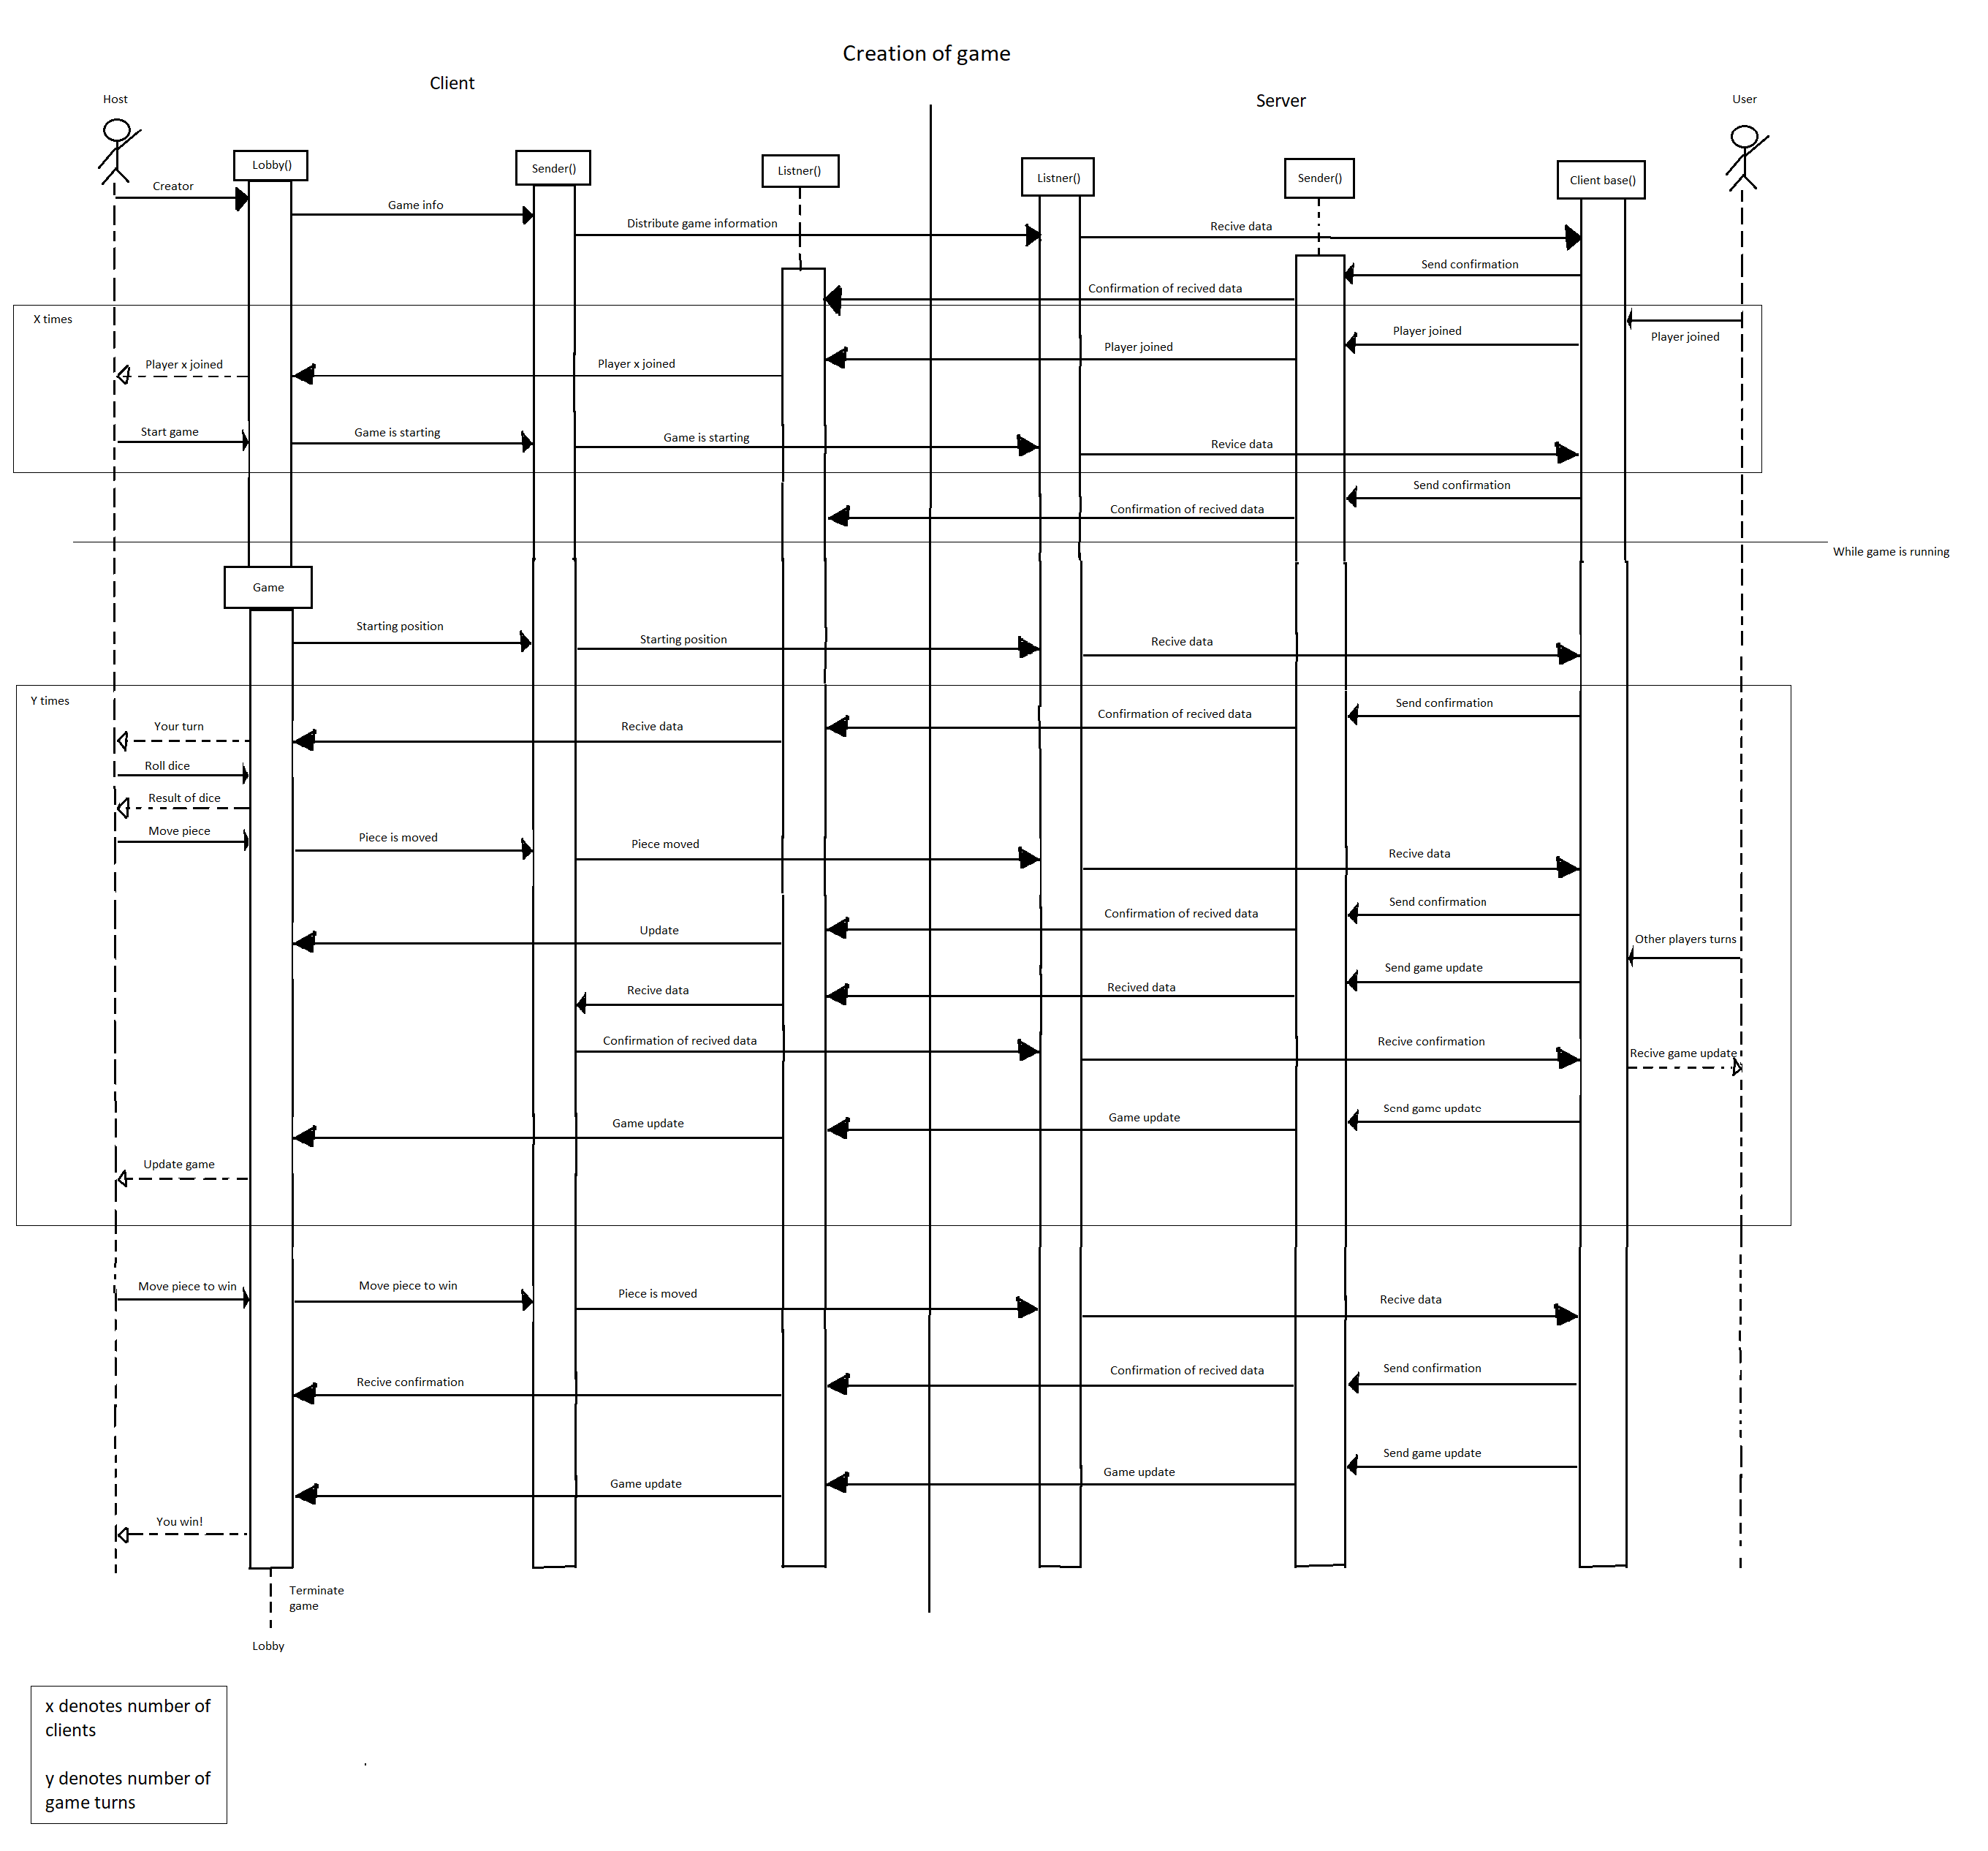 Creation of game
Client
Server
Host
User
Lobby()
Sender()
Listner()
Listner()
Sender()
Client base()
Creator
Game info
Distribute game information
Recive data
Send confirmation
Confirmation of recived data
X times
Player joined
Player joined
Player joined
Player x joined
Player x joined
Start game
Game is starting
Game is starting
Revice data
Send confirmation
Confirmation of recived data
While game is running
Game
Starting position
Starting position
Recive data
Y times
Send confirmation
Confirmation of recived data
Recive data
Your turn
Roll dice
Result of dice
Move piece
Piece is moved
Piece moved
Recive data
Send confirmation
Confirmation of recived data
Update
Other players turns
Send game update
Recived data
Recive data
Confirmation of recived data
Recive confirmation
Recive game update
Send game update
Game update
Game update
Update game
Move piece to win
Move piece to win
Piece is moved
Recive data
Send confirmation
Confirmation of recived data
Recive confirmation
Send game update
Game update
Game update
You win!
Terminate
game
Lobby
x denotes number of
clients
y denotes number of
game turns